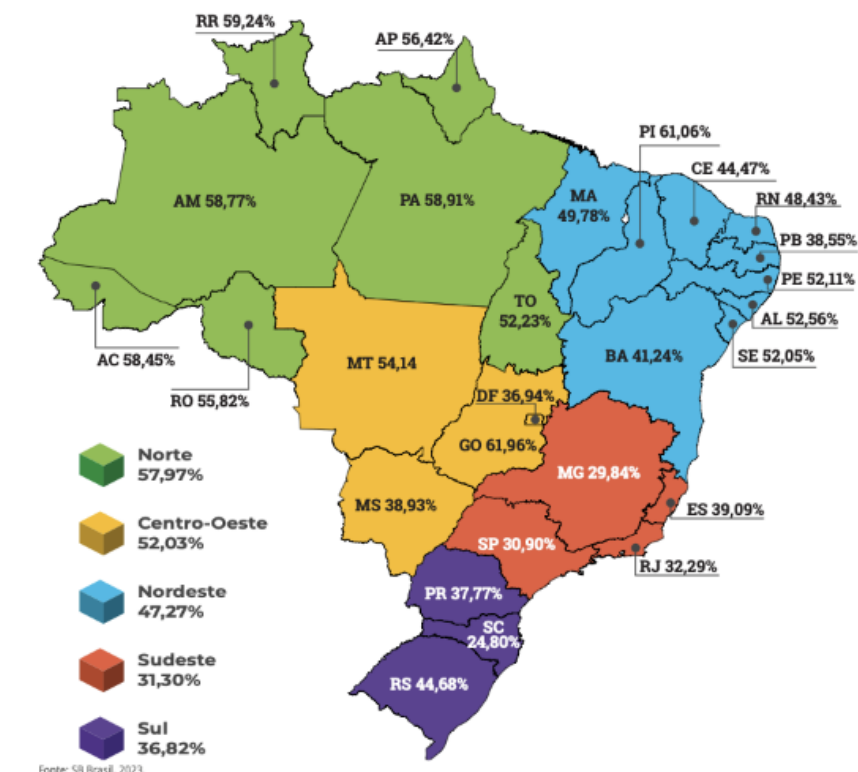 RR 59,24%
AP 56,42%
PI 61,06%
CE 44,47%
RN 48,43%
PB 38,55%
PE 52,11%
AL 52,56%
SE 52,05%
AM 58,77%
PA 58,91%
MA
49,78%
TO
52,23%
AC 58,45%
RO 55,82%
MT 54,14
BA 41,24%
DF 36,94%
GO 61,96%
MG 29,84%
MS 38,93%
ES 39,09%
SP 30,90%
RJ 32,29%
PR 37,77%
SC
24,80%
RS 44,68%
Norte
57,97%
Centro-Oeste
52,03%
Nordeste
47,27%
Sudeste
31,30%
Sul
36,82%
Fonte: SB Brasil, 2023